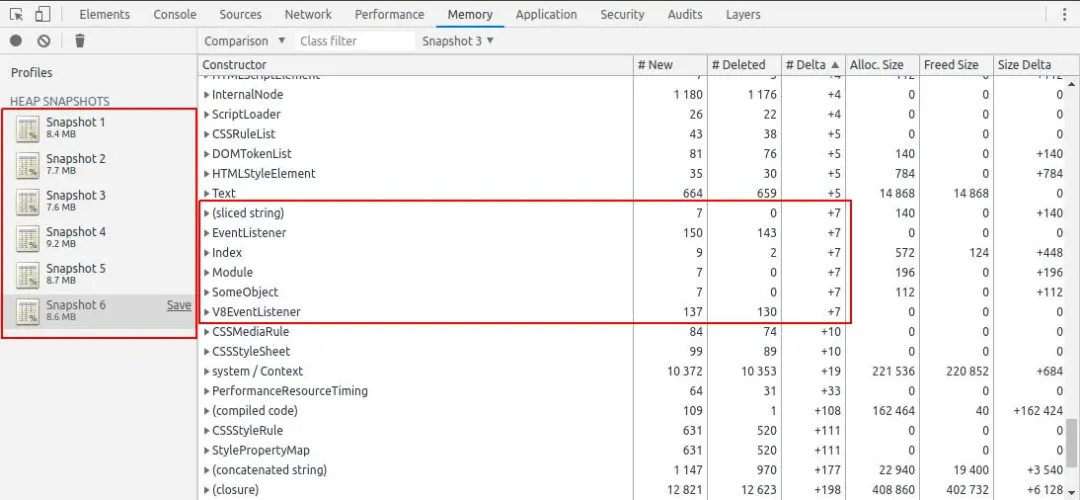 Elements Console Sources Network Performance Memory Application Security Audits Layers
Comparison ▼ Class filter Snapshot 3 ▼
Profiles
HEAP SNAPSHOTS
Snapshot 1
8.4 MB
Snapshot 2
7.7 MB
Snapshot 3
7.6 MB
Snapshot 4
9.2 MB
Snapshot 5
8.7 MB
Snapshot 6 Save
8.6 MB
Constructor # New # Deleted # Delta ▲ Alloc. Size Freed Size Size Delta
HTMLScriptElement 7 3 +4 112 0 +112
InternalNode 1 180 1 176 +4 0 0 0
ScriptLoader 26 22 +4 0 0 0
CSSRuleList 43 38 +5 0 0 0
DOMTokenList 81 76 +5 140 0 +140
HTMLStyleElement 35 30 +5 784 0 +784
Text 664 659 +5 14 868 14 868 0
(sliced string) 7 0 +7 140 0 +140
EventListener 150 143 +7 0 0 0
Index 9 2 +7 572 124 +448
Module 7 0 +7 196 0 +196
SomeObject 7 0 +7 112 0 +112
V8EventListener 137 130 +7 0 0 0
CSSMediaRule 84 74 +10 0 0 0
CSSStyleSheet 99 89 +10 0 0 0
system / Context 10 372 10 353 +19 221 536 220 852 +684
PerformanceResourceTiming 64 31 +33 0 0 0
(compiled code) 109 1 +108 162 464 40 +162 424
CSSStyleRule 631 520 +111 0 0 0
StylePropertyMap 631 520 +111 0 0 0
(concatenated string) 1 147 970 +177 22 940 19 400 +3 540
(closure) 12 821 12 623 +198 408 860 402 732 +6 128